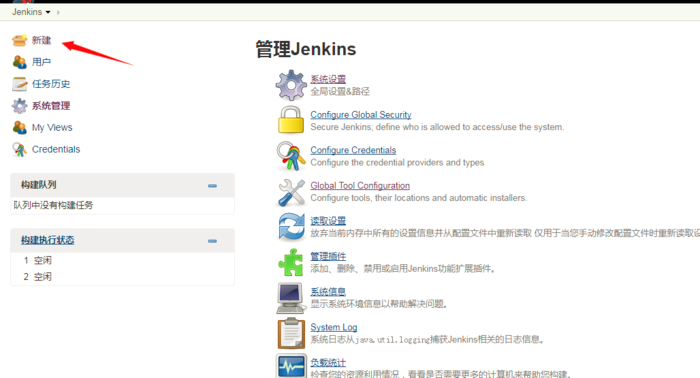 Jenkins
新建
用户
任务历史
系统管理
My Views
Credentials
构建队列
队列中没有构建任务
构建执行状态
1 空闲
2 空闲
管理Jenkins
系统设置
全局设置&路径
Configure Global Security
Secure Jenkins; define who is allowed to access/use the system.
Configure Credentials
Configure the credential providers and types
Global Tool Configuration
Configure tools, their locations and automatic installers.
读取设置
放弃当前内存中所有的设置信息并从配置文件中重新读取 仅用于当您手动修改配置文件时重新读取设
管理插件
添加、删除、禁用或启用Jenkins功能扩展插件。
系统信息
显示系统环境信息以帮助解决问题。
System Log
系统日志从java.util.logging捕获Jenkins相关的日志信息。
负载统计
检查您的资源利用情况，看看是否需要更多的计算机来帮助您构建。